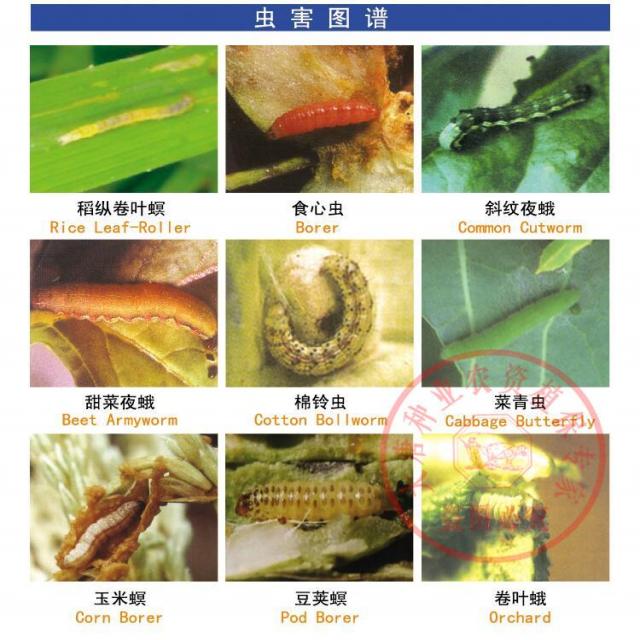 虫害图谱
稻纵卷叶螟
Rice Leaf-Roller
食心虫
Borer
斜纹夜蛾
Common Cutworm
甜菜夜蛾
Beet Armyworm
棉铃虫
Cotton Bollworm
菜青虫
Cabbage Butterfly
玉米螟
Corn Borer
豆荚螟
Pod Borer
卷叶蛾
Orchard